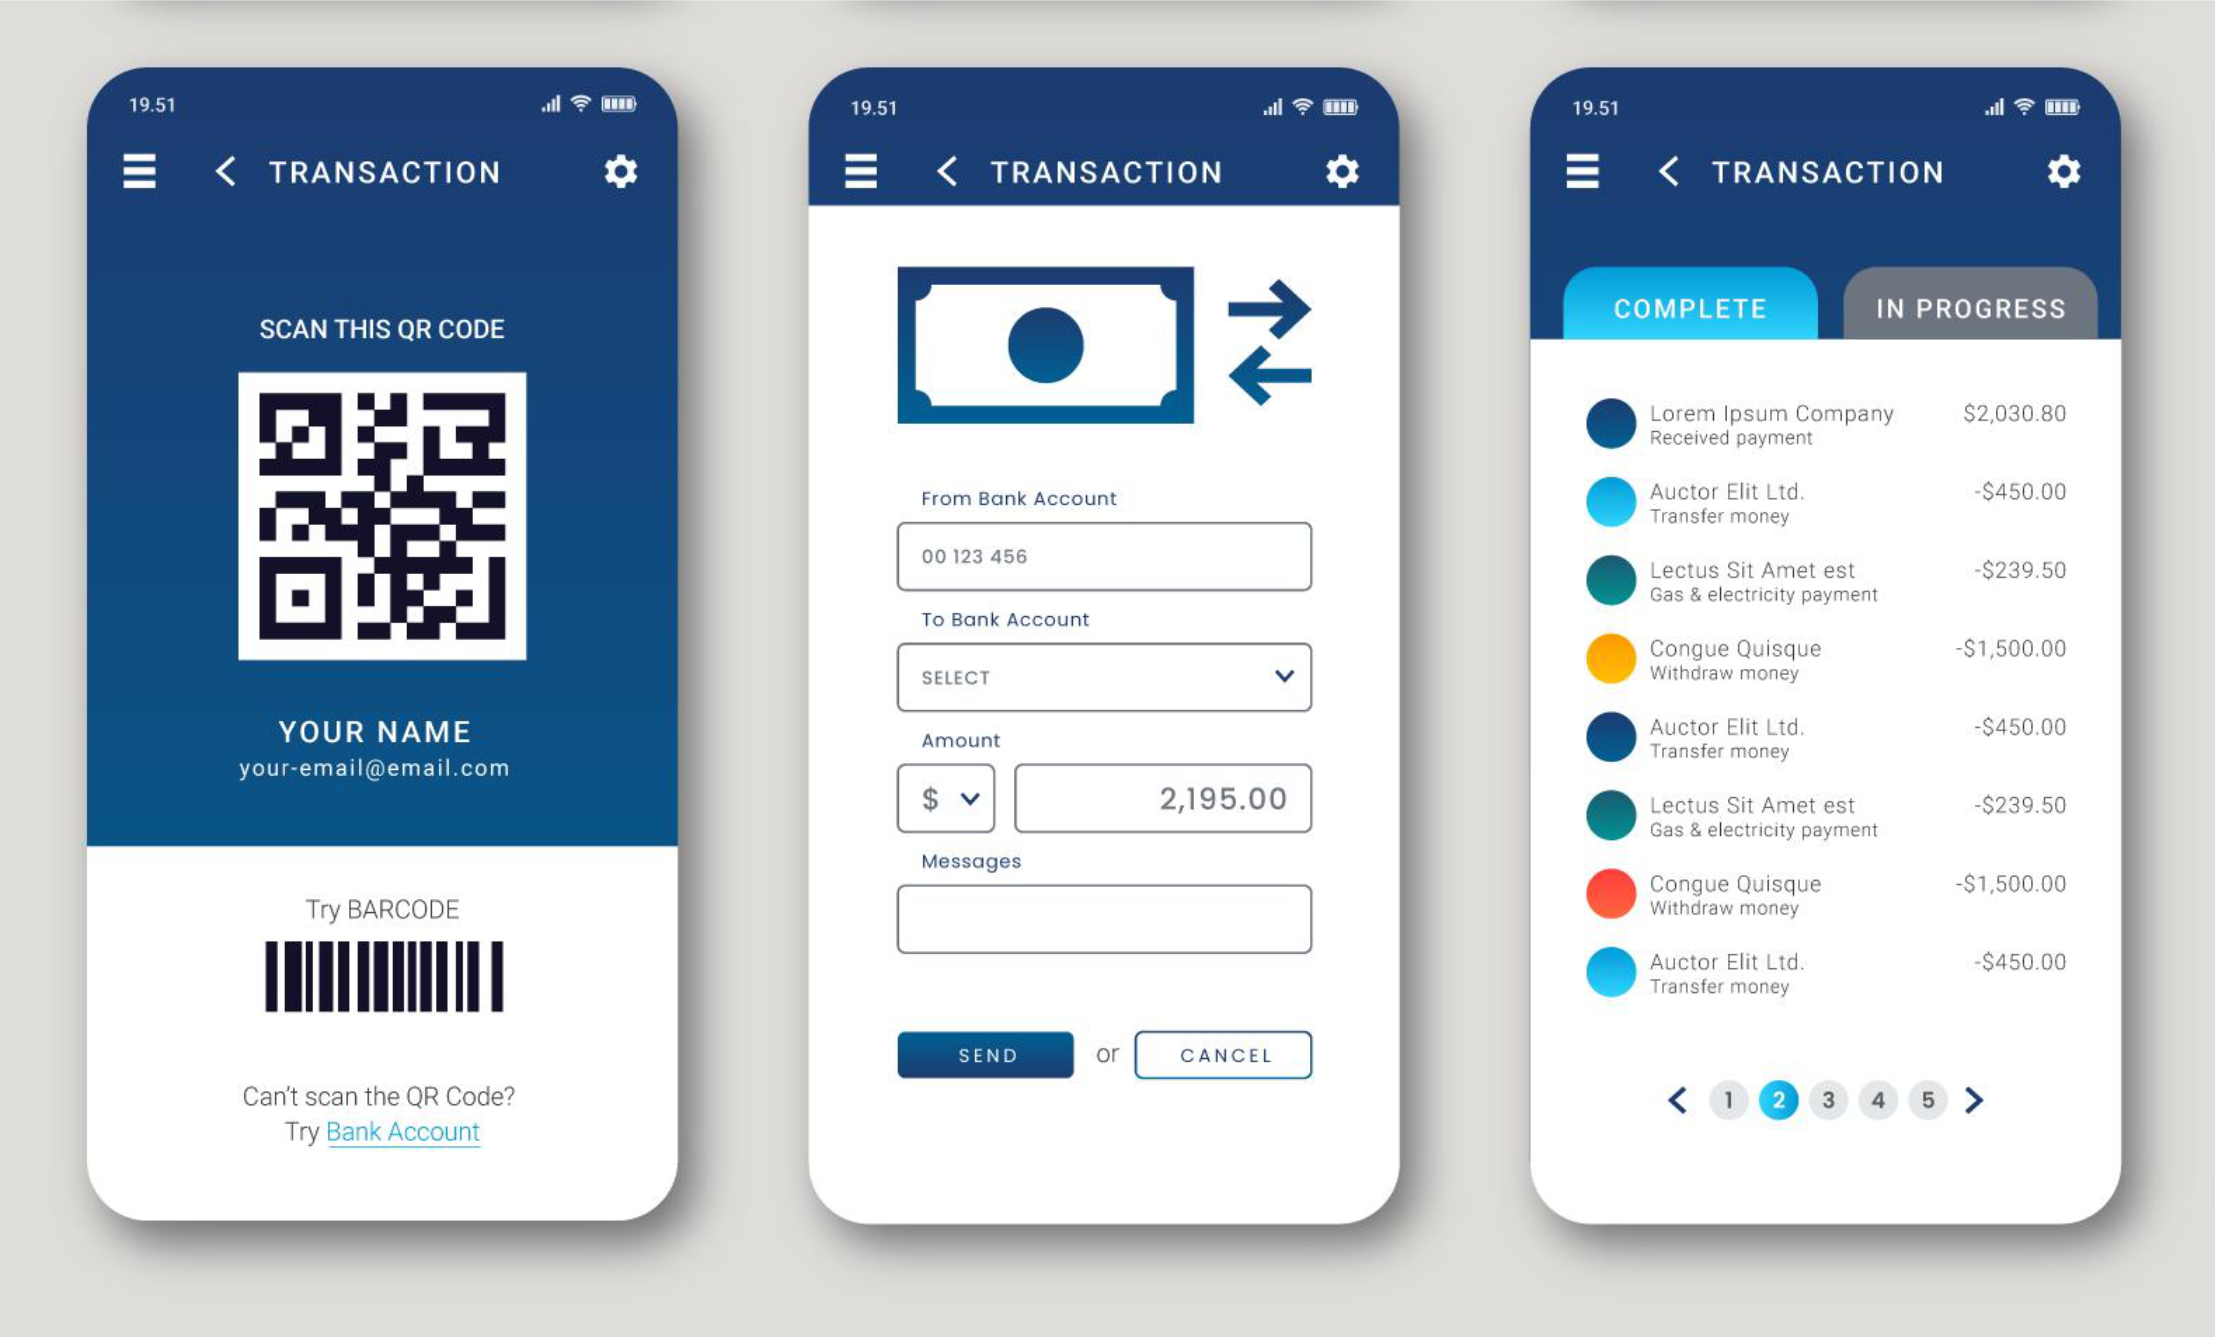 19.51
TRANSACTION
SCAN THIS QR CODE
YOUR NAME
your-email@email.com
Try BARCODE
Can't scan the QR Code?
Try Bank Account
19.51
TRANSACTION
From Bank Account
00 123 456
To Bank Account
SELECT
Amount
$ 2,195.00
Messages
SEND or CANCEL
19.51
TRANSACTION
COMPLETE IN PROGRESS
Lorem Ipsum Company $2,030.80
Received payment
Auctor Elit Ltd. -$450.00
Transfer money
Lectus Sit Amet est -$239.50
Gas & electricity payment
Congue Quisque -$1,500.00
Withdraw money
Auctor Elit Ltd. -$450.00
Transfer money
Lectus Sit Amet est -$239.50
Gas & electricity payment
Congue Quisque -$1,500.00
Withdraw money
Auctor Elit Ltd. -$450.00
Transfer money
1 2 3 4 5